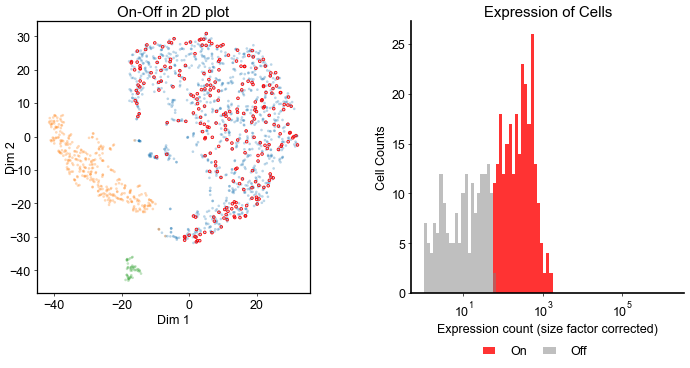 On-Off in 2D plot
Dim 2
30
20
10
0
−10
−20
−30
−40
−40
−20
0
20
Dim 1
Expression of Cells
Cell Counts
25
20
15
10
5
0
10^1
10^3
10^5
Expression count (size factor corrected)
On
Off